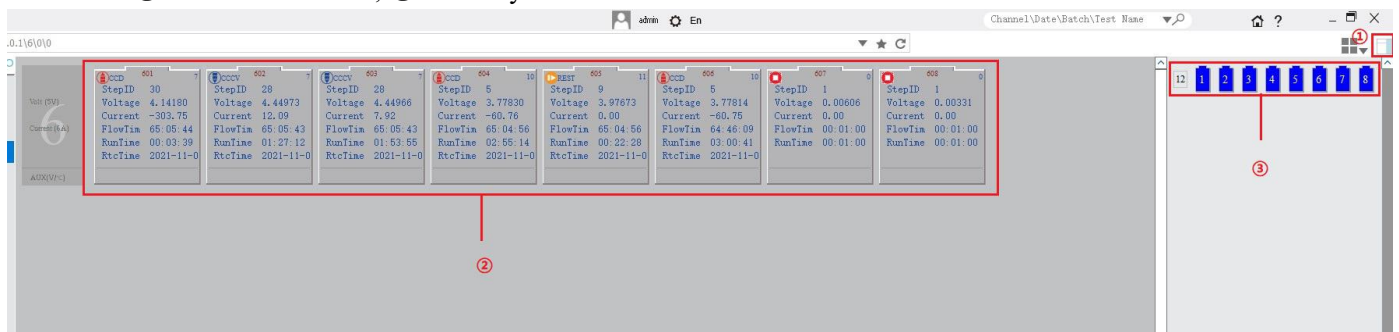 admin En Channel\Date\Batch\Test Name ?
①
.0.1\6\0\0
12 1 2 3 4 5 6 7 8
Volt (5V)
6
AUX(V/°C)
CCD 601 7
StepID 30
Voltage 4.14180
Current -303.75
FlowTim 65:05:44
RunTime 00:03:39
RtcTime 2021-11-0
CCCV 602 7
StepID 28
Voltage 4.44973
Current 12.09
FlowTim 65:05:43
RunTime 01:27:12
RtcTime 2021-11-0
CCCV 603 7
StepID 28
Voltage 4.44966
Current 7.92
FlowTim 65:05:43
RunTime 01:53:55
RtcTime 2021-11-0
CCD 604 10
StepID 5
Voltage 3.77830
Current -60.76
FlowTim 65:04:56
RunTime 02:55:14
RtcTime 2021-11-0
REST 605 11
StepID 9
Voltage 3.97673
Current 0.00
FlowTim 65:04:56
RunTime 00:22:28
RtcTime 2021-11-0
CCD 606 10
StepID 5
Voltage 3.77814
Current -60.75
FlowTim 64:46:09
RunTime 03:00:41
RtcTime 2021-11-0
607 0
StepID 1
Voltage 0.00606
Current 0.00
FlowTim 00:01:00
RunTime 00:01:00
608 0
StepID 1
Voltage 0.00331
Current 0.00
FlowTim 00:01:00
RunTime 00:01:00
②
③